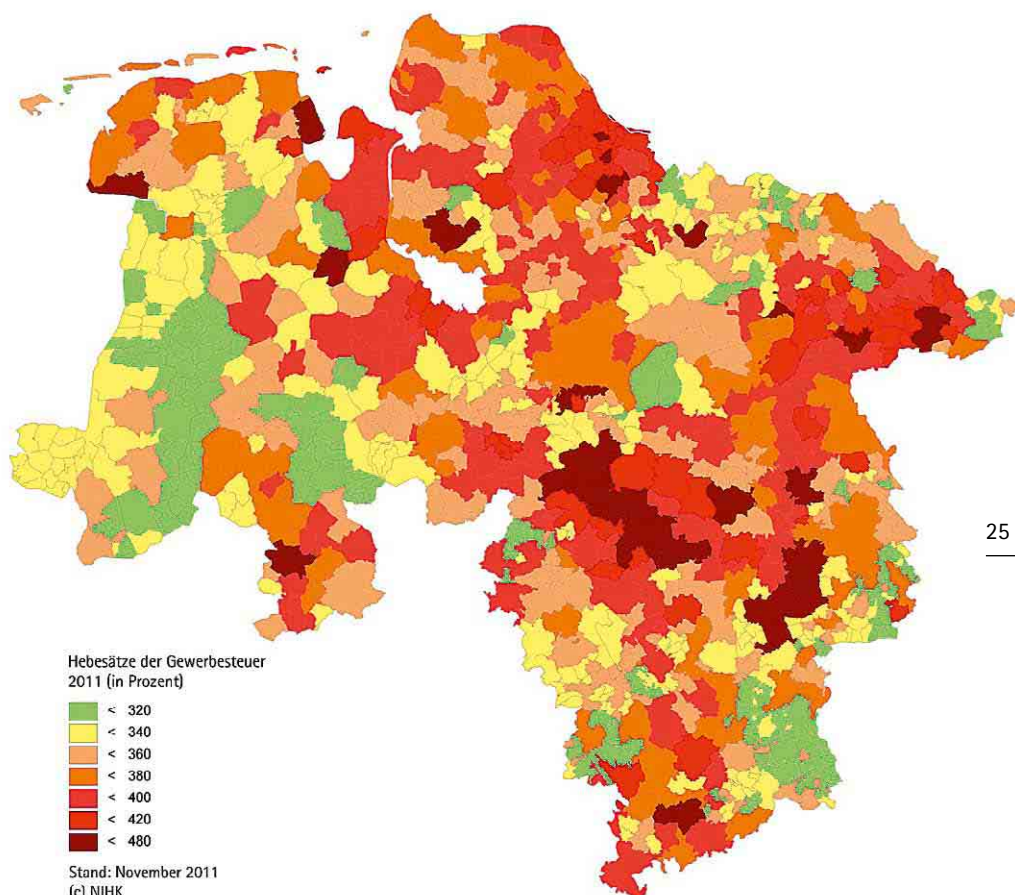 25
Hebesätze der Gewerbesteuer
2011 (in Prozent)
< 320
< 340
< 360
< 380
< 400
< 420
< 480
Stand: November 2011
(c) NIHK